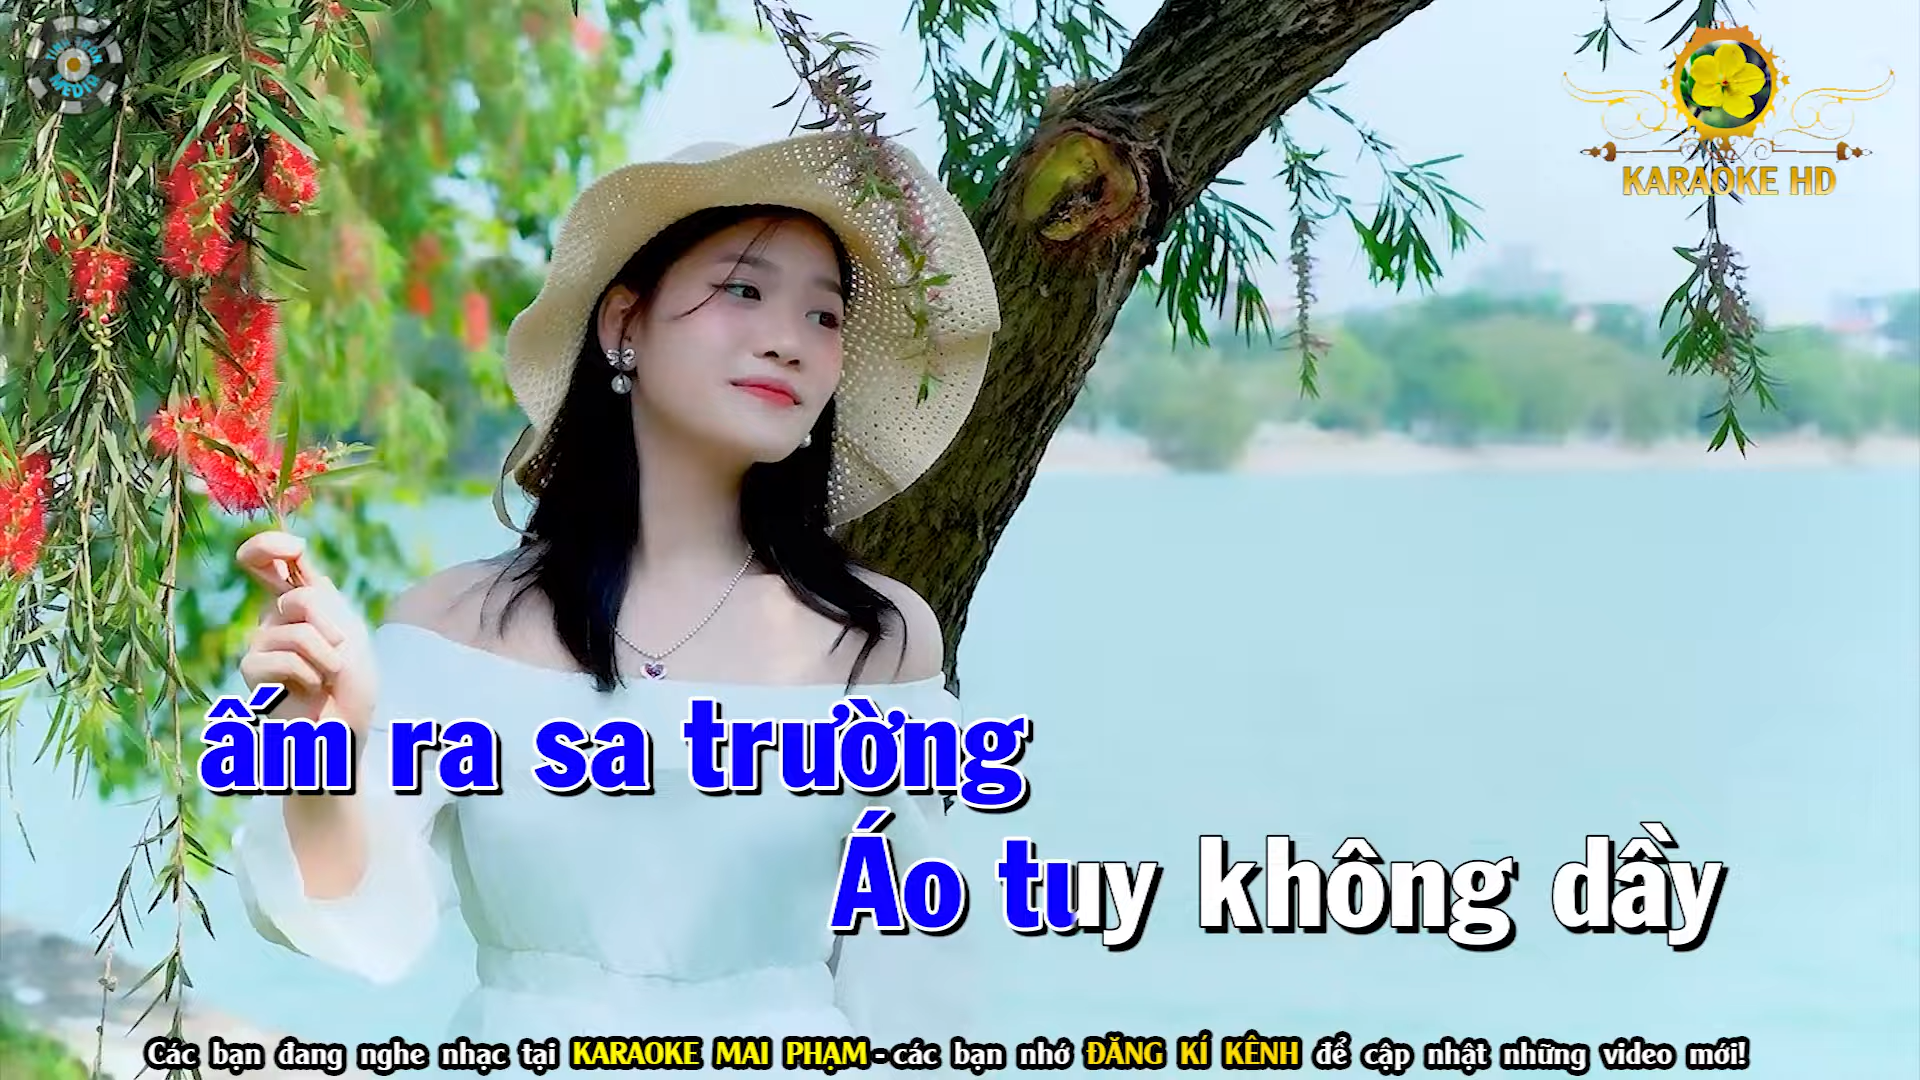 MEDIA
KARAOKE HD
ấm ra sa trường
Áo tuy không dầy
Các bạn đang nghe nhạc tại KARAOKE MAI PHẠM - các bạn nhớ ĐĂNG KÍ KÊNH để cập nhật những video mới!